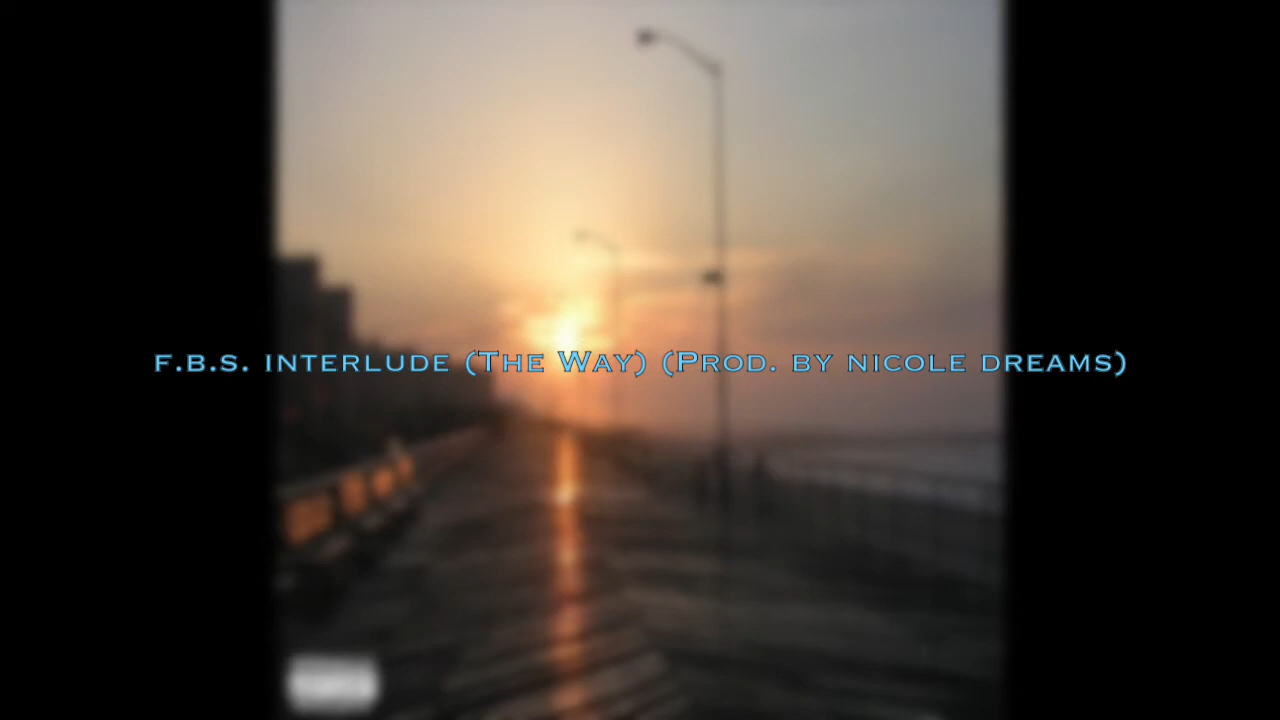 F.B.S. INTERLUDE (THE WAY) (PROD. BY NICOLE DREAMS)